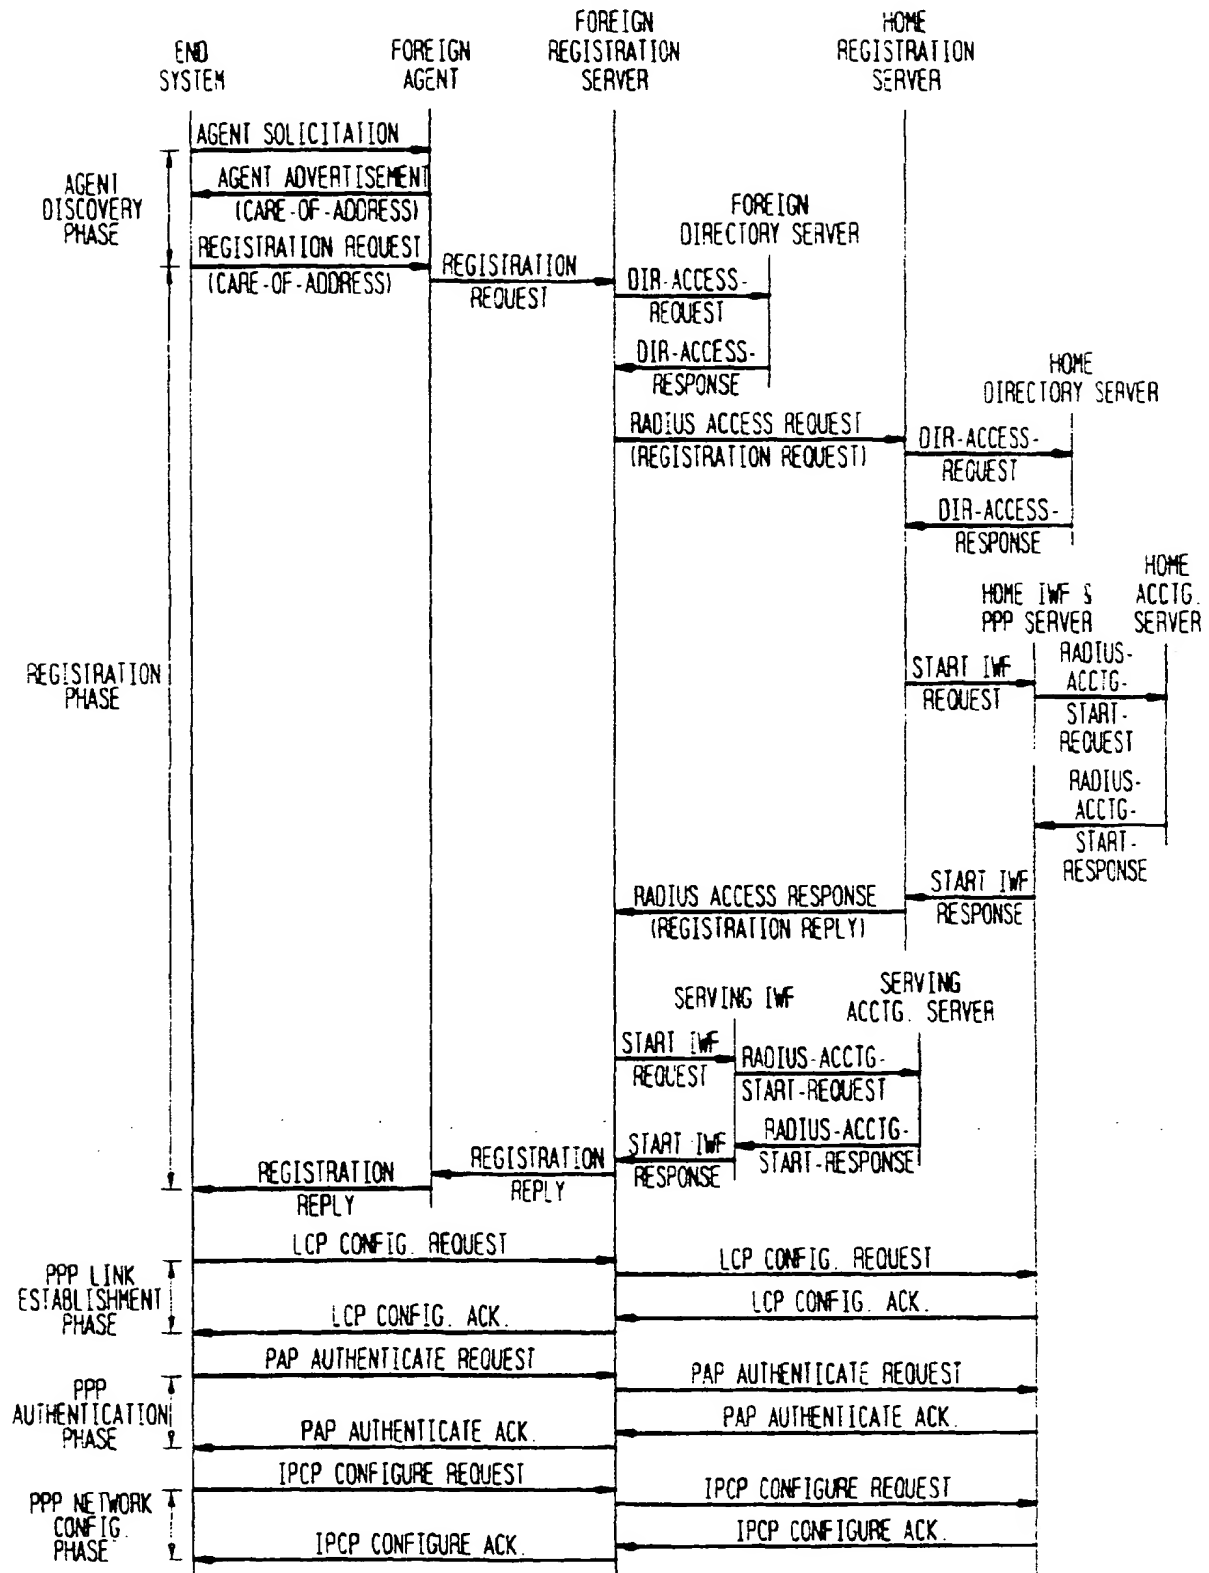 END
SYSTEM
FOREIGN
AGENT
FOREIGN
REGISTRATION
SERVER
HOME
REGISTRATION
SERVER
AGENT SOLICITATION
AGENT ADVERTISEMENT
(CARE-OF-ADDRESS)
AGENT
DISCOVERY
PHASE
REGISTRATION REQUEST
(CARE-OF-ADDRESS)
REGISTRATION
REQUEST
FOREIGN
DIRECTORY SERVER
DIR-ACCESS-
REQUEST
DIR-ACCESS-
RESPONSE
HOME
DIRECTORY SERVER
RADIUS ACCESS REQUEST
(REGISTRATION REQUEST)
DIR-ACCESS-
REQUEST
DIR-ACCESS-
RESPONSE
HOME IWF &
PPP SERVER
HOME
ACCTG.
SERVER
REGISTRATION
PHASE
START IWF
REQUEST
RADIUS-
ACCTG-
START-
REQUEST
RADIUS-
ACCTG-
START-
RESPONSE
START IWF
RESPONSE
RADIUS ACCESS RESPONSE
(REGISTRATION REPLY)
SERVING IWF
SERVING
ACCTG. SERVER
START IWF
REQUEST
RADIUS-ACCTG-
START-REQUEST
RADIUS-ACCTG-
START-RESPONSE
START IWF
RESPONSE
REGISTRATION
REPLY
REGISTRATION
REPLY
LCP CONFIG. REQUEST
LCP CONFIG. REQUEST
PPP LINK
ESTABLISHMENT
PHASE
LCP CONFIG. ACK.
LCP CONFIG. ACK.
PAP AUTHENTICATE REQUEST
PAP AUTHENTICATE REQUEST
PPP
AUTHENTICATION
PHASE
PAP AUTHENTICATE ACK.
PAP AUTHENTICATE ACK.
IPCP CONFIGURE REQUEST
IPCP CONFIGURE REQUEST
PPP NETWORK
CONFIG.
PHASE
IPCP CONFIGURE ACK.
IPCP CONFIGURE ACK.